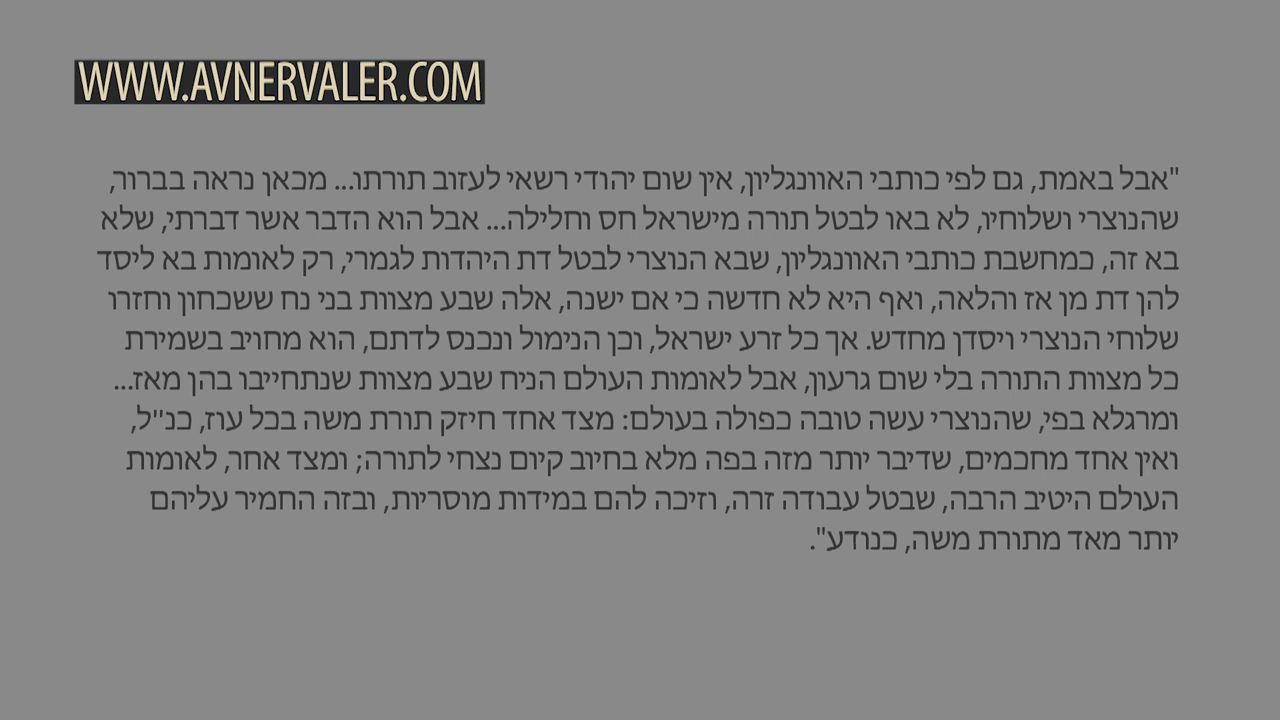 WWW.AVNERVALER.COM
"אבל באמת, גם לפי כותבי האוונגליון, אין שום יהודי רשאי לעזוב תורתו... מכאן נראה בברור,
שהנוצרי ושלוחיו, לא באו לבטל תורה מישראל חס וחלילה... אבל הוא הדבר אשר דברתי, שלא
בא זה, כמחשבת כותבי האוונגליון, שבא הנוצרי לבטל דת היהדות לגמרי, רק לאומות בא ליסד
להן דת מן אז והלאה, ואף היא לא חדשה כי אם ישנה, אלה שבע מצוות בני נח ששכחון וחזרו
שלוחי הנוצרי ויסדן מחדש. אך כל זרע ישראל, וכן הנימול ונכנס לדתם, הוא מחויב בשמירת
כל מצוות התורה בלי שום גרעון, אבל לאומות העולם הניח שבע מצוות שנתחייבו בהן מאז...
ומרגלא בפי, שהנוצרי עשה טובה כפולה בעולם: מצד אחד חיזק תורת משה בכל עוז, כנ"ל,
ואין אחד מחכמים, שדיבר יותר מזה בפה מלא בחיוב קיום נצחי לתורה; ומצד אחר, לאומות
העולם היטיב הרבה, שבטל עבודה זרה, וזיכה להם במידות מוסריות, ובזה החמיר עליהם
יותר מאד מתורת משה, כנודע".